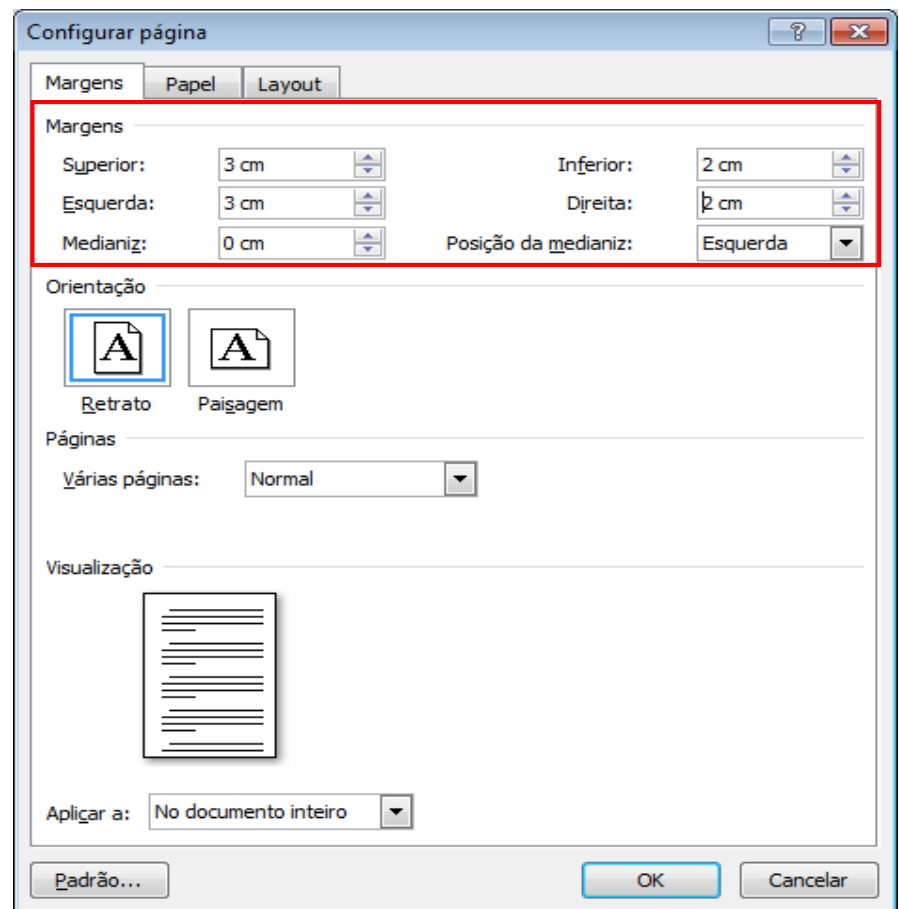 Configurar página
Margens Papel Layout
Margens
Superior: 3 cm Inferior: 2 cm
Esquerda: 3 cm Direita: 2 cm
Medianiz: 0 cm Posição da medianiz: Esquerda
Orientação
A A
Retrato Paisagem
Páginas
Várias páginas: Normal
Visualização
Aplicar a: No documento inteiro
Padrão... OK Cancelar